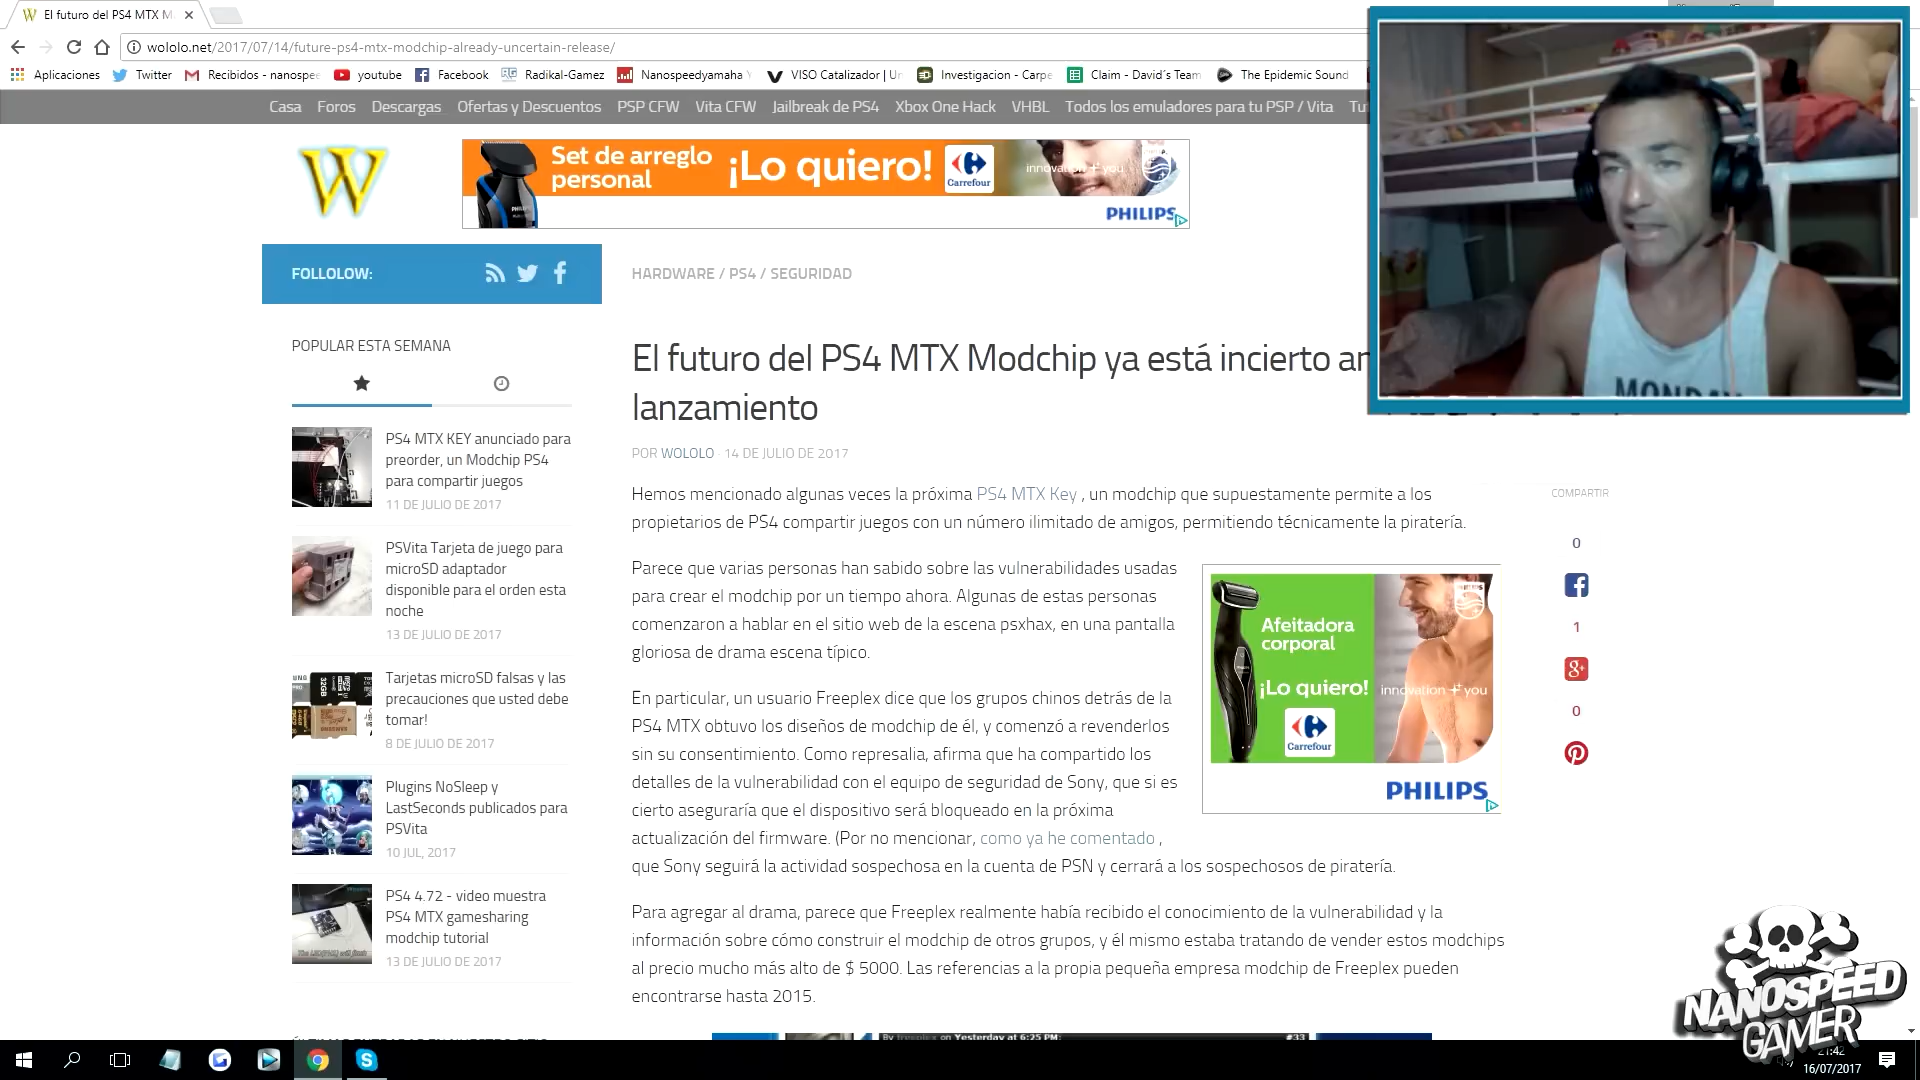 El futuro del PS4 MTX M
wololo.net/2017/07/14/future-ps4-mtx-modchip-already-uncertain-release/
Aplicaciones Twitter Recibidos - nanospee youtube Facebook Radikal-Gamez Nanospeedyamaha VISO Catalizador | Un Investigacion - Carpe Claim - David´s Team The Epidemic Sound
Casa Foros Descargas Ofertas y Descuentos PSP CFW Vita CFW Jailbreak de PS4 Xbox One Hack VHBL Todos los emuladores para tu PSP / Vita Tu
W
Set de arreglo
personal
¡Lo quiero!
Carrefour
innovation + you
PHILIPS
FOLLOLOW:
HARDWARE / PS4 / SEGURIDAD
MONDAY
POPULAR ESTA SEMANA
PS4 MTX KEY anunciado para
preorder, un Modchip PS4
para compartir juegos
11 DE JULIO DE 2017
PSVita Tarjeta de juego para
microSD adaptador
disponible para el orden esta
noche
13 DE JULIO DE 2017
Tarjetas microSD falsas y las
precauciones que usted debe
tomar!
8 DE JULIO DE 2017
Plugins NoSleep y
LastSeconds publicados para
PSVita
10 JUL, 2017
PS4 4.72 - video muestra
PS4 MTX gamesharing
modchip tutorial
13 DE JULIO DE 2017
El futuro del PS4 MTX Modchip ya está incierto an
lanzamiento
POR WOLOLO · 14 DE JULIO DE 2017
Hemos mencionado algunas veces la próxima PS4 MTX Key , un modchip que supuestamente permite a los
propietarios de PS4 compartir juegos con un número ilimitado de amigos, permitiendo técnicamente la piratería.
Parece que varias personas han sabido sobre las vulnerabilidades usadas
para crear el modchip por un tiempo ahora. Algunas de estas personas
comenzaron a hablar en el sitio web de la escena psxhax, en una pantalla
gloriosa de drama escena típico.
En particular, un usuario Freeplex dice que los grupos chinos detrás de la
PS4 MTX obtuvo los diseños de modchip de él, y comenzó a revenderlos
sin su consentimiento. Como represalia, afirma que ha compartido los
detalles de la vulnerabilidad con el equipo de seguridad de Sony, que si es
cierto aseguraría que el dispositivo será bloqueado en la próxima
actualización del firmware. (Por no mencionar, como ya he comentado ,
que Sony seguirá la actividad sospechosa en la cuenta de PSN y cerrará a los sospechosos de piratería.
Para agregar al drama, parece que Freeplex realmente había recibido el conocimiento de la vulnerabilidad y la
información sobre cómo construir el modchip de otros grupos, y él mismo estaba tratando de vender estos modchips
al precio mucho más alto de $ 5000. Las referencias a la propia pequeña empresa modchip de Freeplex pueden
encontrarse hasta 2015.
By freeplex on Yesterday at 6:25 PM: #33
Afeitadora
corporal
¡Lo quiero!
innovation + you
Carrefour
PHILIPS
COMPARTIR
0
1
0
NANOSPEED
GAMER
21:42
16/07/2017